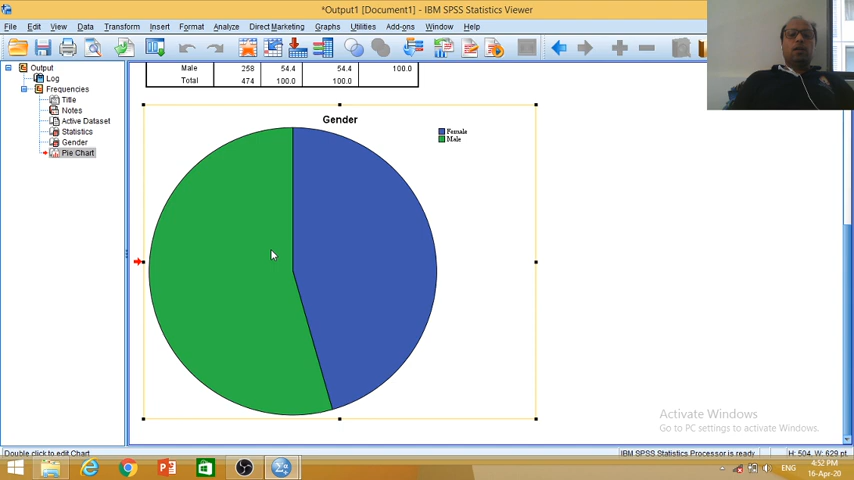 *Output1 [Document1] - IBM SPSS Statistics Viewer
File Edit View Data Transform Insert Format Analyze Direct Marketing Graphs Utilities Add-ons Window Help
Output
Log
Frequencies
Title
Notes
Active Dataset
Statistics
Gender
Pie Chart
Male 258 54.4 54.4 100.0
Total 474 100.0 100.0
Gender
Female
Male
Activate Windows
Go to PC settings to activate Windows.
Double click to edit Chart
IBM SPSS Statistics Processor is ready.
H: 504, W: 629 pt.
ENG
4:52 PM
16-Apr-20